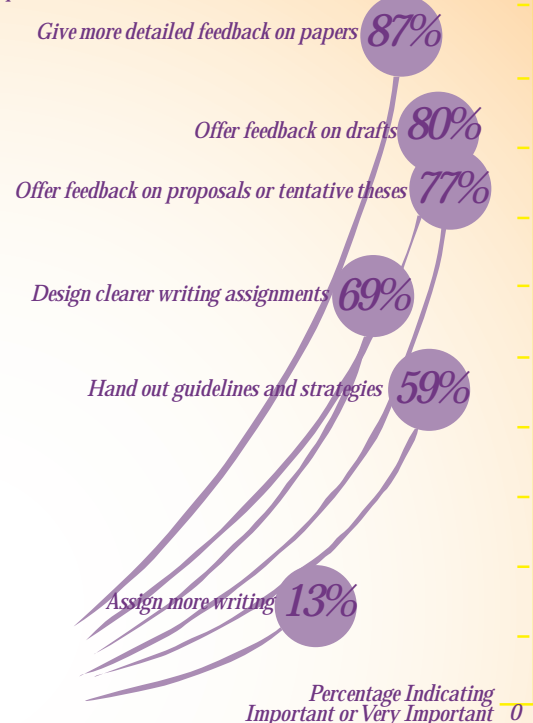 Give more detailed feedback on papers 87%
Offer feedback on drafts 80%
Offer feedback on proposals or tentative theses 77%
Design clearer writing assignments 69%
Hand out guidelines and strategies 59%
Assign more writing 13%
Percentage Indicating
Important or Very Important 0